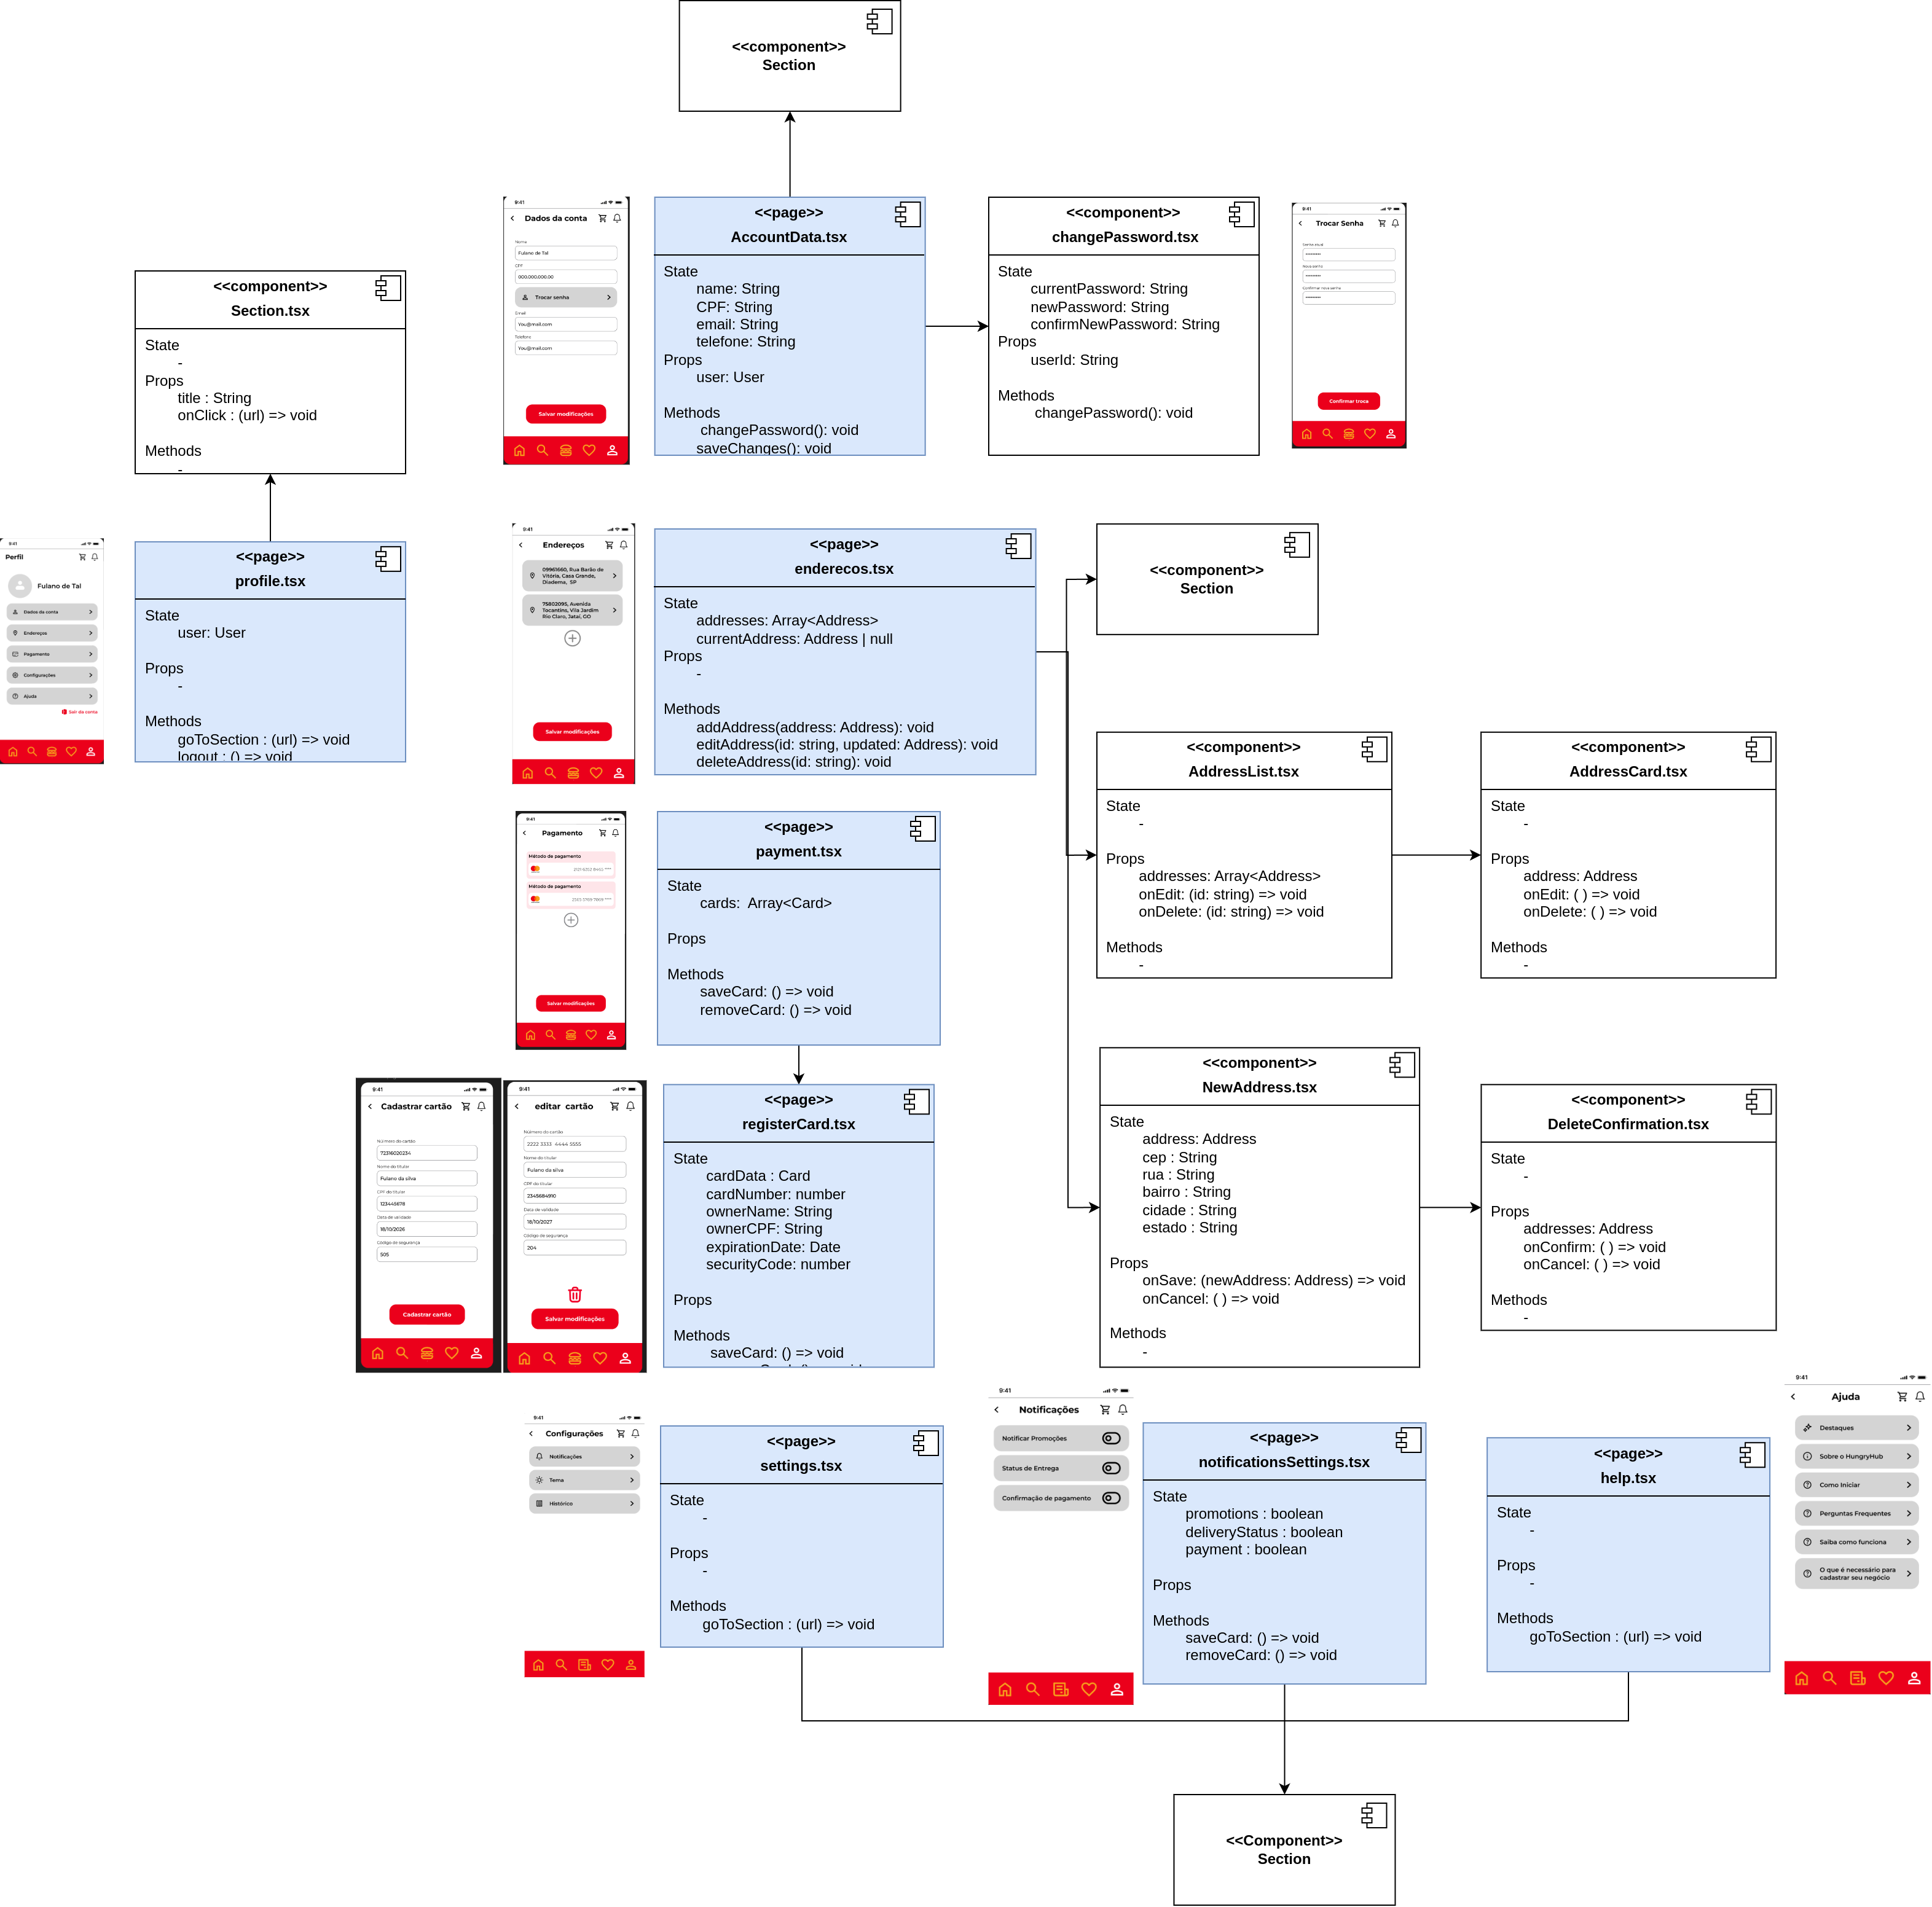 <<component>>
Section
9:41
Dados da conta
Nome
Fulano de Tal
CPF
000.000.000.00
Trocar senha
E-mail
You@mail.com
Telefone
You@mail.com
Salvar modificações
<<page>>
AccountData.tsx
State
name: String
CPF: String
email: String
telefone: String
Props
user: User
Methods
changePassword(): void
saveChanges(): void
<<component>>
changePassword.tsx
State
currentPassword: String
newPassword: String
confirmNewPassword: String
Props
userId: String
Methods
changePassword(): void
9:41
Trocar Senha
Senha atual
Nova senha
Confirmar nova senha
Confirmar troca
<<component>>
Section.tsx
State
-
Props
title : String
onClick : (url) => void
Methods
-
9:41
Perfil
Fulano de Tal
Dados da conta
Endereços
Pagamento
Configurações
Ajuda
Sair da conta
<<page>>
profile.tsx
State
user: User
Props
-
Methods
goToSection : (url) => void
logout : () => void
9:41
Endereços
09961660, Rua Barão de
Vitória, Casa Grande,
Diadema, SP
75802095, Avenida
Tocantins, Vila Jardim
Rio Claro, Jataí, GO
Salvar modificações
<<page>>
enderecos.tsx
State
addresses: Array<Address>
currentAddress: Address | null
Props
-
Methods
addAddress(address: Address): void
editAddress(id: string, updated: Address): void
deleteAddress(id: string): void
<<component>>
Section
<<component>>
AddressList.tsx
State
-
Props
addresses: Array<Address>
onEdit: (id: string) => void
onDelete: (id: string) => void
Methods
-
<<component>>
AddressCard.tsx
State
-
Props
address: Address
onEdit: ( ) => void
onDelete: ( ) => void
Methods
-
9:41
Pagamento
Método de pagamento
Método de pagamento
Salvar modificações
<<page>>
payment.tsx
State
cards:  Array<Card>
Props
Methods
saveCard: () => void
removeCard: () => void
9:41
Cadastrar cartão
Número do cartão
72316020234
Nome do titular
Fulano da silva
CPF do titular
123445678
Data de validade
18/10/2026
Código de segurança
505
Cadastrar cartão
9:41
editar cartão
Número do cartão
2222 3333 4444 5555
Nome do titular
Fulano da silva
CPF do titular
2345684910
Data de validade
18/10/2027
Código de segurança
204
Salvar modificações
<<page>>
registerCard.tsx
State
cardData : Card
cardNumber: number
ownerName: String
ownerCPF: String
expirationDate: Date
securityCode: number
Props
Methods
saveCard: () => void
<<component>>
NewAddress.tsx
State
address: Address
cep : String
rua : String
bairro : String
cidade : String
estado : String
Props
onSave: (newAddress: Address) => void
onCancel: ( ) => void
Methods
-
<<component>>
DeleteConfirmation.tsx
State
-
Props
addresses: Address
onConfirm: ( ) => void
onCancel: ( ) => void
Methods
-
9:41
Configurações
Notificações
Tema
Histórico
<<page>>
settings.tsx
State
-
Props
-
Methods
goToSection : (url) => void
9:41
Notificações
Notificar Promoções
Status de Entrega
Confirmação de pagamento
<<page>>
notificationsSettings.tsx
State
promotions : boolean
deliveryStatus : boolean
payment : boolean
Props
Methods
saveCard: () => void
removeCard: () => void
<<page>>
help.tsx
State
-
Props
-
Methods
goToSection : (url) => void
9:41
Ajuda
Destaques
Sobre o HungryHub
Como Iniciar
Perguntas Frequentes
Saiba como funciona
O que é necessário para
cadastrar seu negócio
<<Component>>
Section